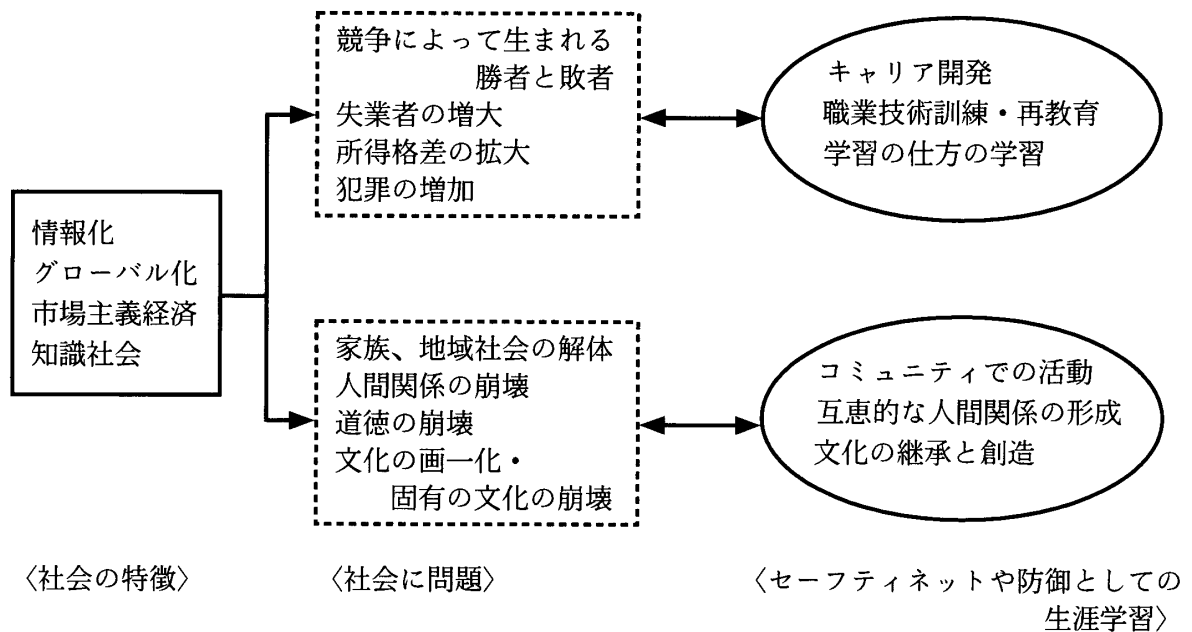 情報化
グローバル化
市場主義経済
知識社会
競争によって生まれる
勝者と敗者
失業者の増大
所得格差の拡大
犯罪の増加
キャリア開発
職業技術訓練・再教育
学習の仕方の学習
家族、地域社会の解体
人間関係の崩壊
道徳の崩壊
文化の画一化・
固有の文化の崩壊
コミュニティでの活動
互恵的な人間関係の形成
文化の継承と創造
〈社会の特徴〉
〈社会に問題〉
〈セーフティネットや防御としての
生涯学習〉